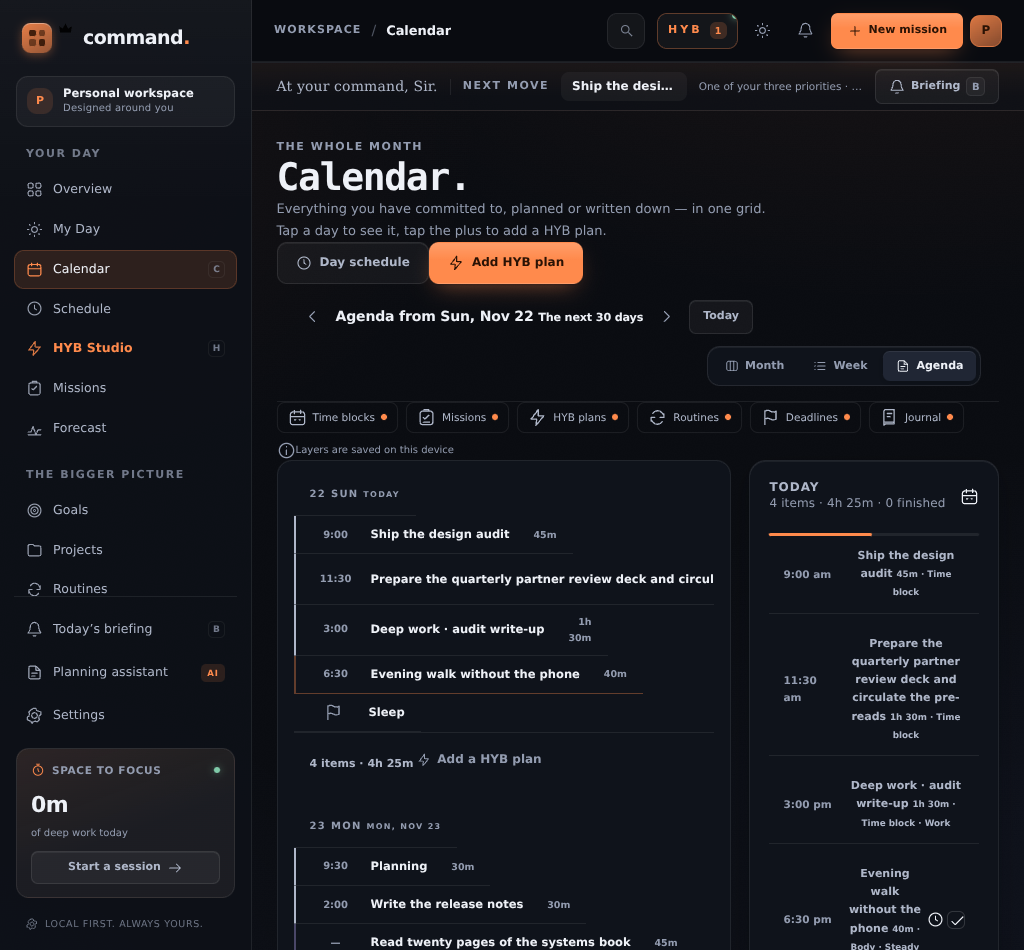 command.
Personal workspace
Designed around you
P
YOUR DAY
Overview
My Day
Calendar C
Schedule
HYB Studio H
Missions
Forecast
THE BIGGER PICTURE
Goals
Projects
Routines
Today’s briefing B
Planning assistant AI
Settings
SPACE TO FOCUS
0m
of deep work today
Start a session →
LOCAL FIRST. ALWAYS YOURS.
WORKSPACE / Calendar
HYB 1
New mission
P
At your command, Sir.
NEXT MOVE
Ship the desi…
One of your three priorities · …
Briefing B
THE WHOLE MONTH
Calendar.
Everything you have committed to, planned or written down — in one grid.
Tap a day to see it, tap the plus to add a HYB plan.
Day schedule
Add HYB plan
Agenda from Sun, Nov 22 The next 30 days
Today
Month
Week
Agenda
Time blocks
Missions
HYB plans
Routines
Deadlines
Journal
Layers are saved on this device
22 SUN TODAY
9:00 Ship the design audit 45m
11:30 Prepare the quarterly partner review deck and circul
3:00 Deep work · audit write-up 1h
30m
6:30 Evening walk without the phone 40m
Sleep
4 items · 4h 25m Add a HYB plan
23 MON MON, NOV 23
9:30 Planning 30m
2:00 Write the release notes 30m
— Read twenty pages of the systems book 45m
TODAY
4 items · 4h 25m · 0 finished
9:00 am
Ship the design
audit 45m · Time
block
11:30
am
Prepare the
quarterly partner
review deck and
circulate the pre-
reads 1h 30m · Time
block
3:00 pm
Deep work · audit
write-up 1h 30m ·
Time block · Work
6:30 pm
Evening
walk
without the
phone 40m ·
Body · Steady